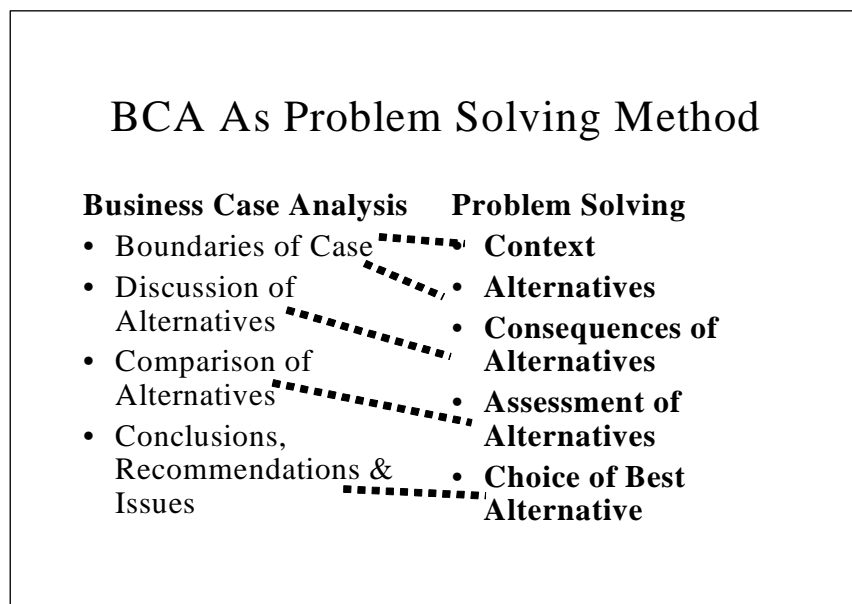 BCA As Problem Solving Method
Business Case Analysis
• Boundaries of Case
• Discussion of
Alternatives
• Comparison of
Alternatives
• Conclusions,
Recommendations &
Issues
Problem Solving
• Context
• Alternatives
• Consequences of
Alternatives
• Assessment of
Alternatives
• Choice of Best
Alternative